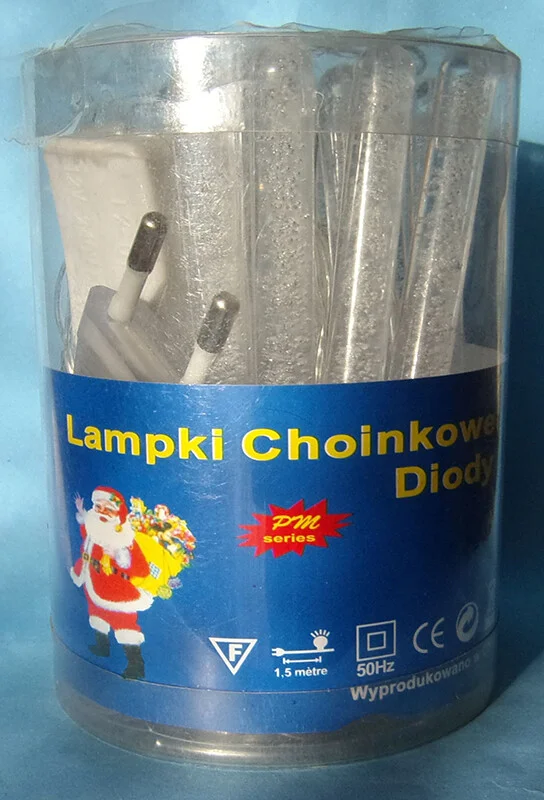 Lampki Choinkowe
Diody
PM
series
F
1,5 mètre
50Hz
CE
Wyprodukowano